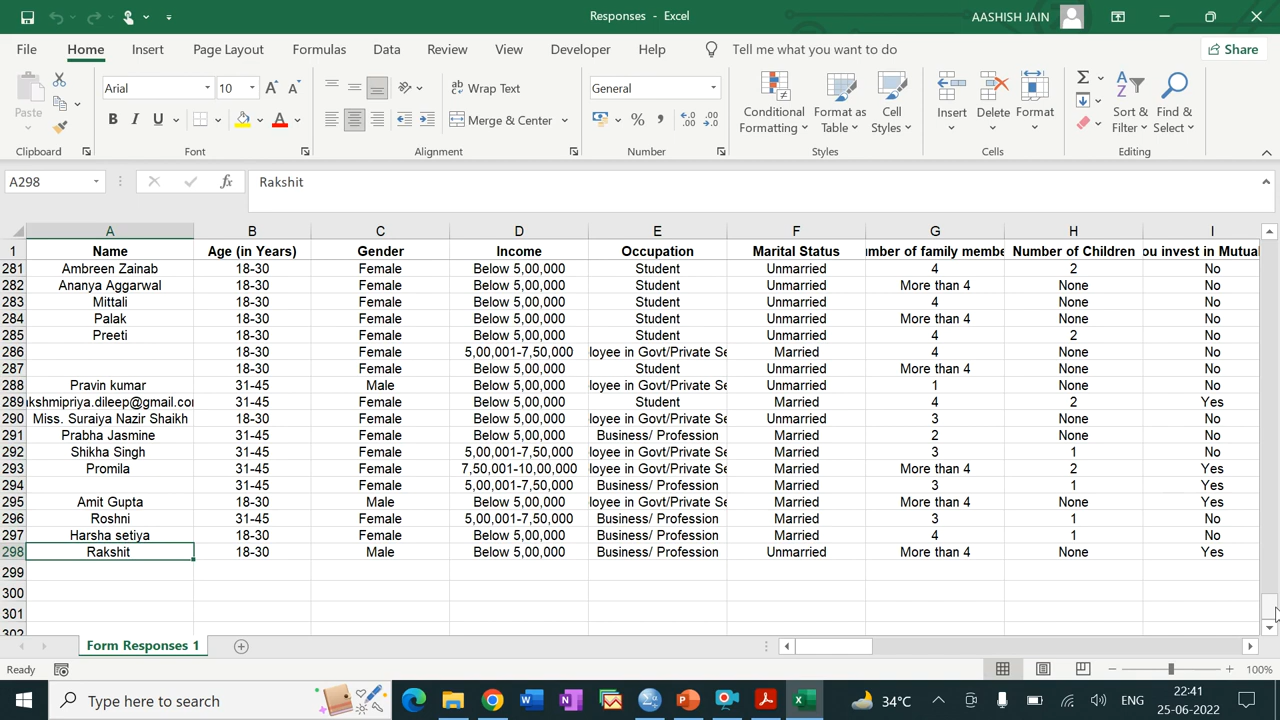 Responses - Excel
AASHISH JAIN
File Home Insert Page Layout Formulas Data Review View Developer Help Tell me what you want to do Share
Paste
Clipboard
Arial 10
B I U
Font
Wrap Text
Merge & Center
Alignment
General
Number
Conditional Formatting
Format as Table
Cell Styles
Styles
Insert Delete Format
Cells
Sort & Filter
Find & Select
Editing
A298 fx Rakshit
A B C D E F G H I
1 Name Age (in Years) Gender Income Occupation Marital Status umber of family membe Number of Children ou invest in Mutua
281 Ambreen Zainab 18-30 Female Below 5,00,000 Student Unmarried 4 2 No
282 Ananya Aggarwal 18-30 Female Below 5,00,000 Student Unmarried More than 4 None No
283 Mittali 18-30 Female Below 5,00,000 Student Unmarried 4 None No
284 Palak 18-30 Female Below 5,00,000 Student Unmarried More than 4 None No
285 Preeti 18-30 Female Below 5,00,000 Student Unmarried 4 2 No
286 18-30 Female 5,00,001-7,50,000 loyee in Govt/Private Se Married 4 None No
287 18-30 Female Below 5,00,000 Student Unmarried More than 4 None No
288 Pravin kumar 31-45 Male Below 5,00,000 loyee in Govt/Private Se Married 1 None No
289 kshmipriya.dileep@gmail.co 31-45 Female Below 5,00,000 Student Married 4 2 Yes
290 Miss. Suraiya Nazir Shaikh 18-30 Female Below 5,00,000 loyee in Govt/Private Se Unmarried 3 None No
291 Prabha Jasmine 31-45 Female Below 5,00,000 Business/ Profession Married 2 None No
292 Shikha Singh 31-45 Female 5,00,001-7,50,000 loyee in Govt/Private Se Married 3 1 No
293 Promila 31-45 Female 7,50,001-10,00,000 loyee in Govt/Private Se Married More than 4 2 Yes
294 31-45 Female 5,00,001-7,50,000 Business/ Profession Married 3 1 Yes
295 Amit Gupta 18-30 Male Below 5,00,000 loyee in Govt/Private Se Married More than 4 None Yes
296 Roshni 31-45 Female 5,00,001-7,50,000 Business/ Profession Married 3 1 No
297 Harsha setiya 18-30 Female Below 5,00,000 Business/ Profession Married 4 1 No
298 Rakshit 18-30 Male Below 5,00,000 Business/ Profession Unmarried More than 4 None Yes
299
300
301
302
Form Responses 1
Ready 100%
Type here to search 34°C ENG 22:41
25-06-2022